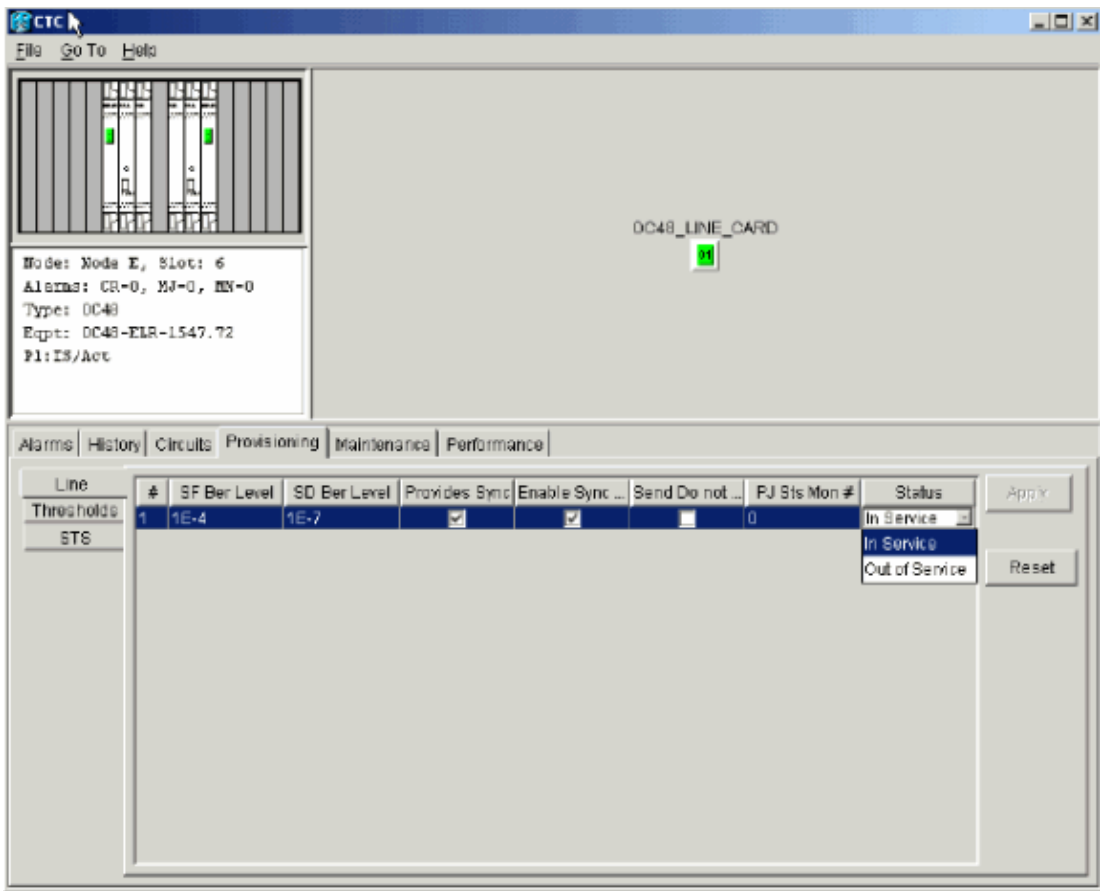 CTC
File Go To Help
OC48_LINE_CARD
01
Node: Node E, Slot: 6
Alarms: CR-0, MJ-0, MN-0
Type: OC48
Eqpt: OC48-ELR-1547.72
P1:IS/Act
Alarms History Circuits Provisioning Maintenance Performance
Line
Thresholds
STS
# SF Ber Level SD Ber Level Provides Sync Enable Sync ... Send Do not ... PJ Sts Mon # Status
1 1E-4 1E-7 0 In Service
In Service
Out of Service
Apply
Reset